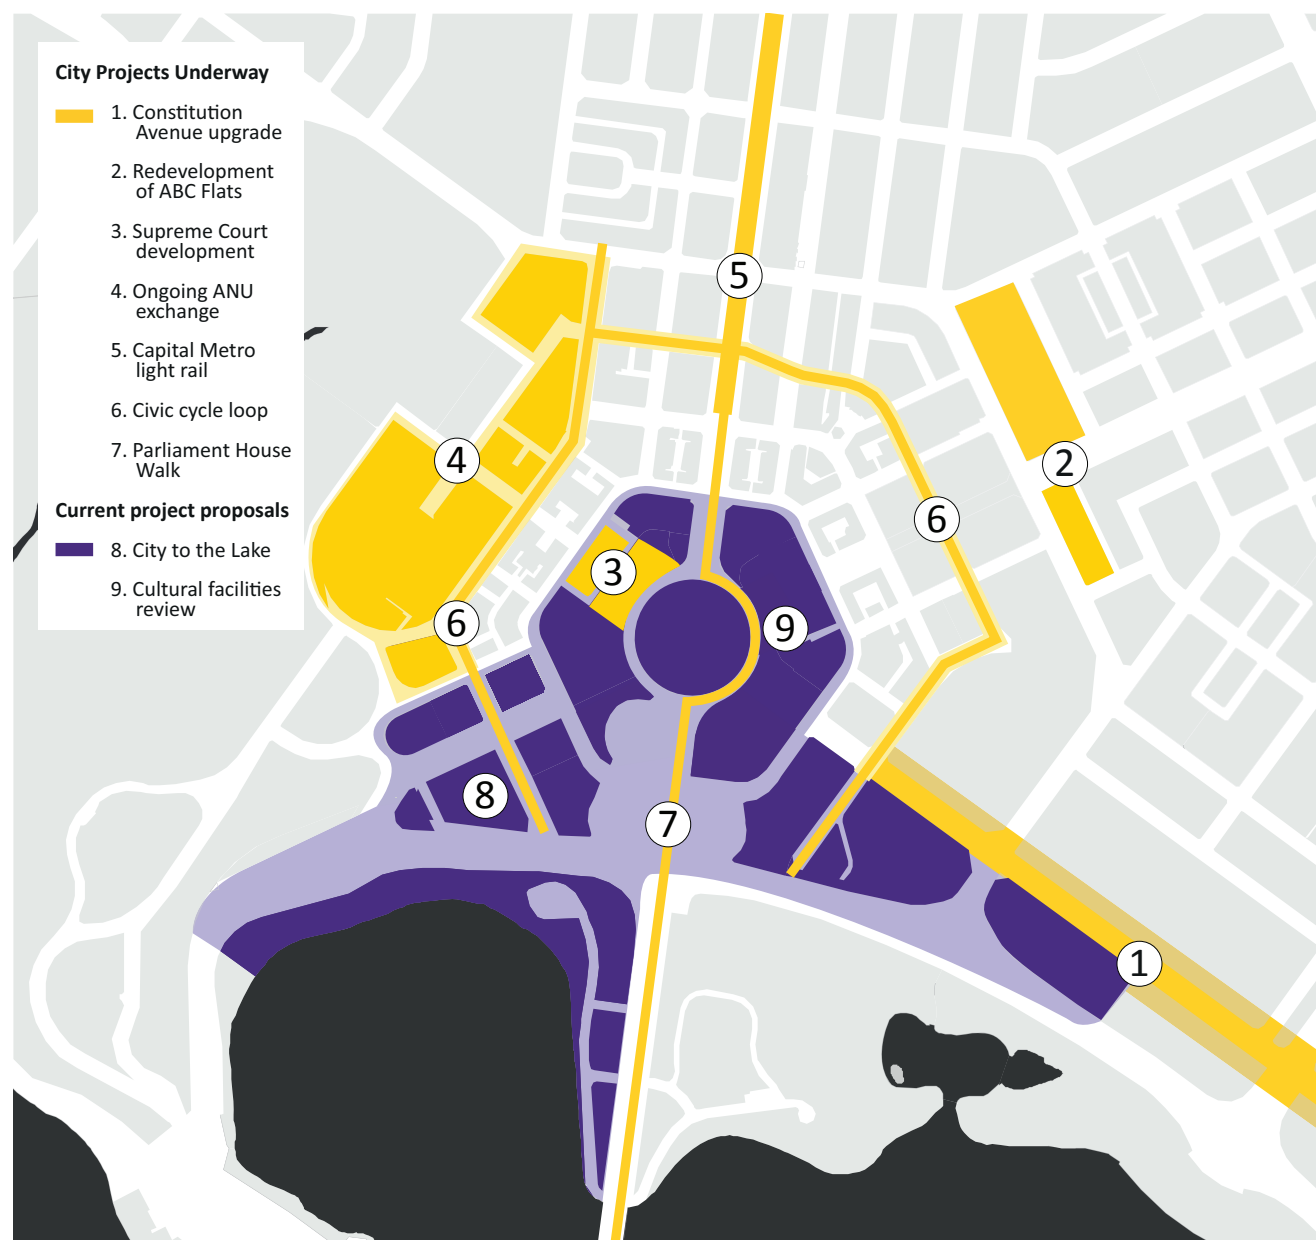 City Projects Underway
1. Constitution
Avenue upgrade
2. Redevelopment
of ABC Flats
3. Supreme Court
development
4. Ongoing ANU
exchange
5. Capital Metro
light rail
6. Civic cycle loop
7. Parliament House
Walk
Current project proposals
8. City to the Lake
9. Cultural facilities
review
5
4
2
6
3
6
9
8
7
1